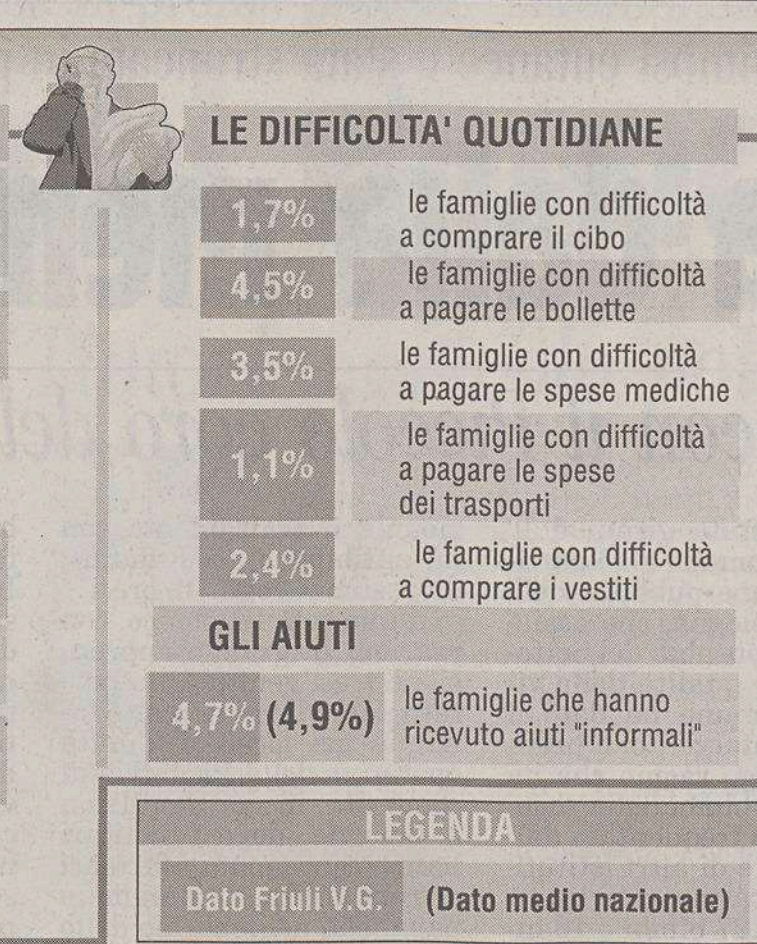 LE DIFFICOLTA' QUOTIDIANE
1,7%
le famiglie con difficoltà
a comprare il cibo
4,5%
le famiglie con difficoltà
a pagare le bollette
3,5%
le famiglie con difficoltà
a pagare le spese mediche
1,1%
le famiglie con difficoltà
a pagare le spese
dei trasporti
2,4%
le famiglie con difficoltà
a comprare i vestiti
GLI AIUTI
4,7% (4,9%)
le famiglie che hanno
ricevuto aiuti "informali"
LEGENDA
Dato Friuli V.G. (Dato medio nazionale)